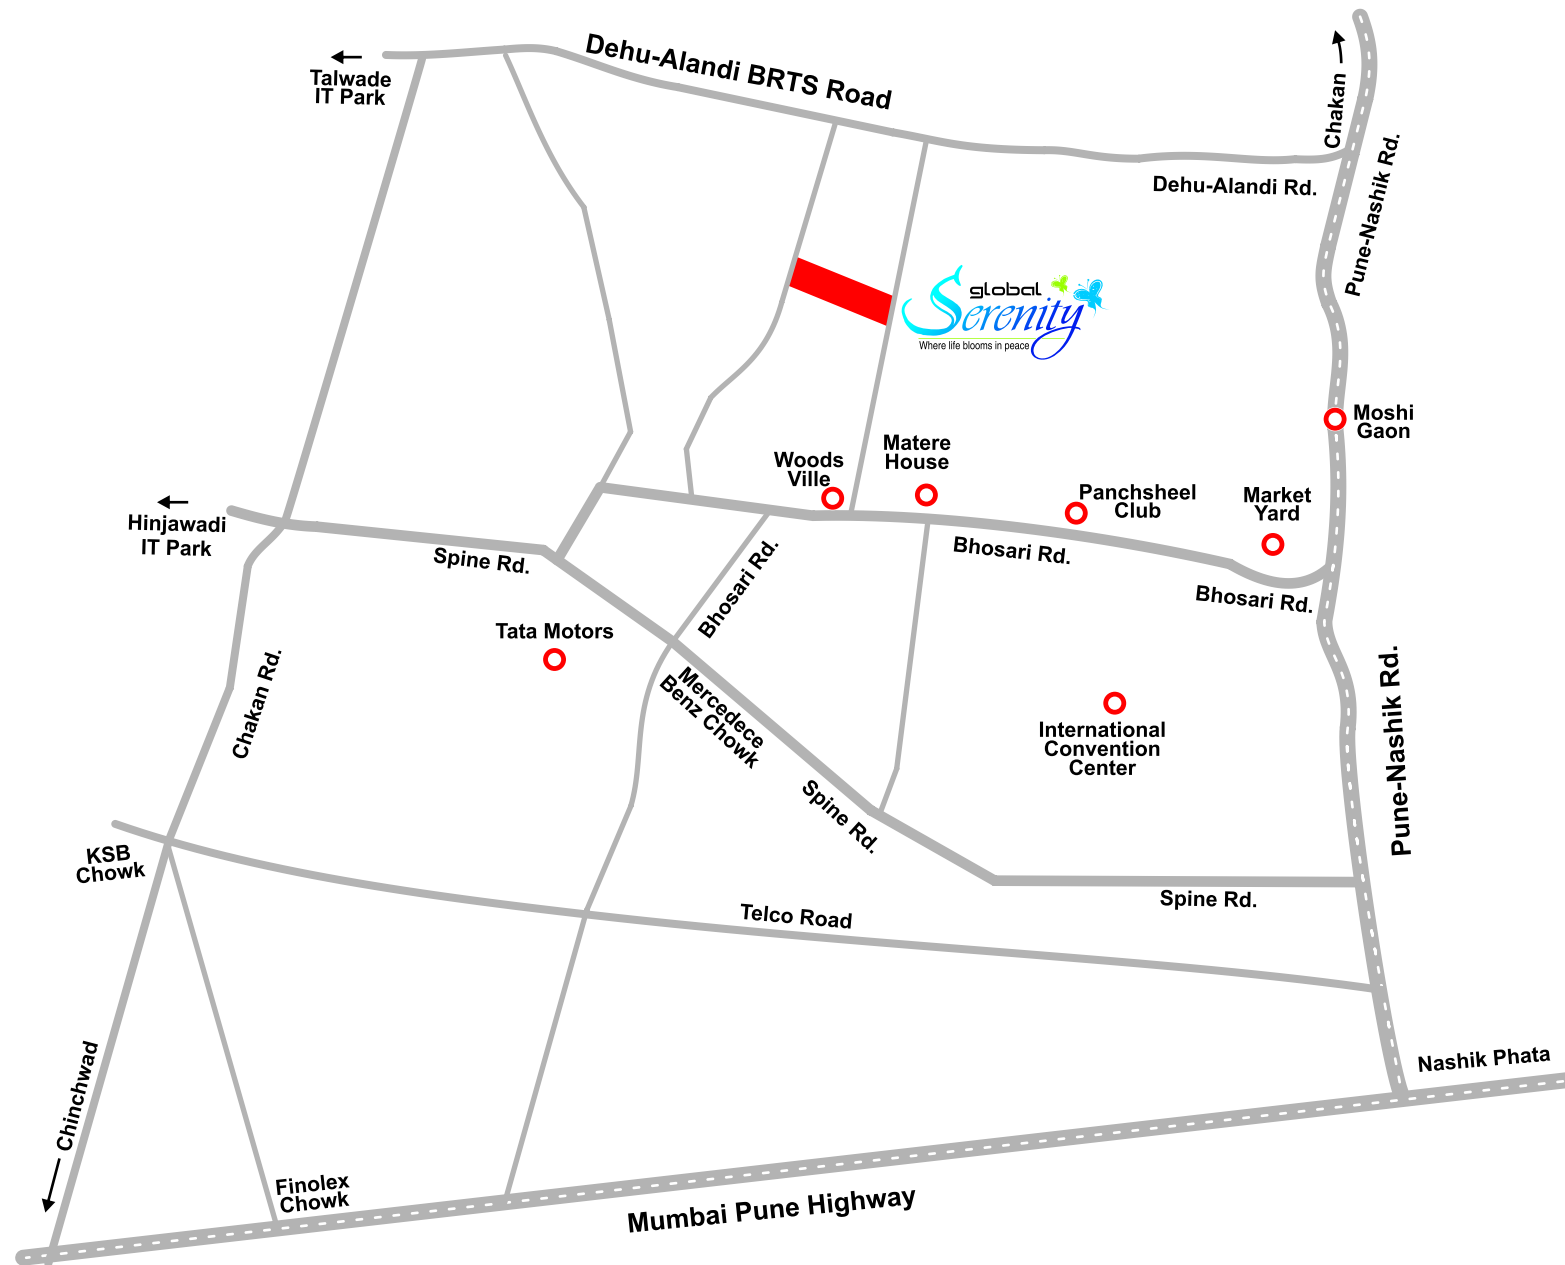 Dehu-Alandi BRTS Road
Talwade
IT Park
Chakan
Pune-Nashik Rd.
Dehu-Alandi Rd.
global
Serenity
Where life blooms in peace
Moshi
Gaon
Matere
House
Woods
Ville
Panchsheel
Club
Market
Yard
Hinjawadi
IT Park
Spine Rd.
Bhosari Rd.
Bhosari Rd.
Bhosari Rd.
Tata Motors
Chakan Rd.
Mercedece
Benz Chowk
International
Convention
Center
Pune-Nashik Rd.
Spine Rd.
KSB
Chowk
Spine Rd.
Telco Road
Nashik Phata
Chinchwad
Finolex
Chowk
Mumbai Pune Highway